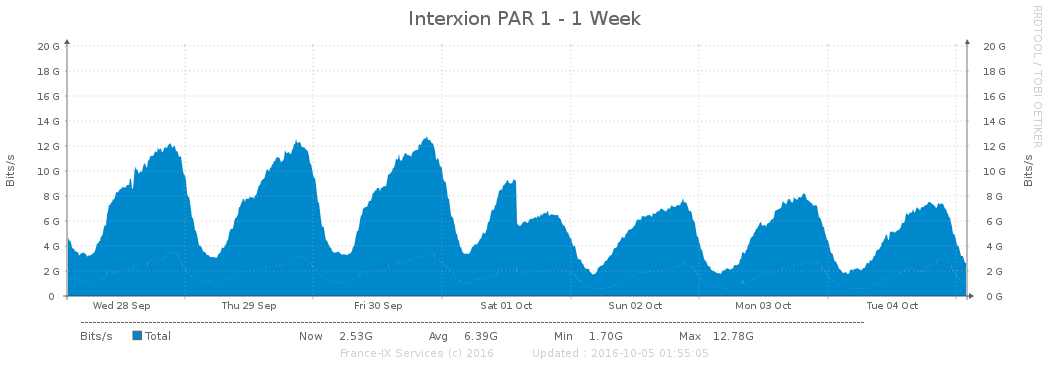 Interxion PAR 1 - 1 Week
RRDTOOL / TOBI OETIKER
Bits/s
20 G 20 G
18 G 18 G
16 G 16 G
14 G 14 G
12 G 12 G
10 G 10 G
8 G 8 G
6 G 6 G
4 G 4 G
2 G 2 G
0 0 G
Bits/s
Wed 28 Sep Thu 29 Sep Fri 30 Sep Sat 01 Oct Sun 02 Oct Mon 03 Oct Tue 04 Oct
Bits/s Total Now 2.53G Avg 6.39G Min 1.70G Max 12.78G
France-IX Services (c) 2016 Updated : 2016-10-05 01:55:05